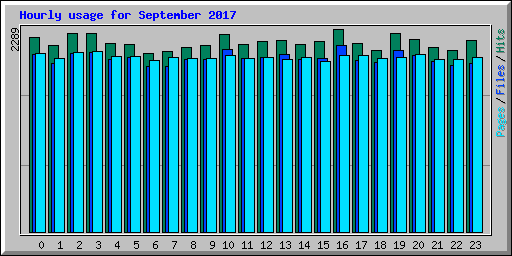 Hourly usage for September 2017
2289
Pages / Files / Hits
0 1 2 3 4 5 6 7 8 9 10 11 12 13 14 15 16 17 18 19 20 21 22 23